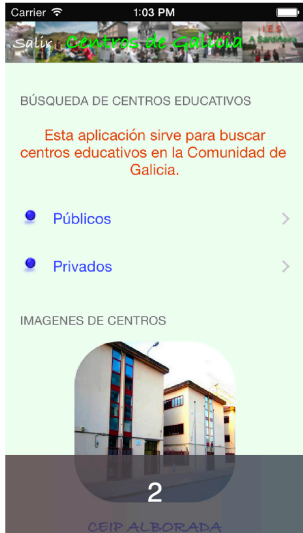 Carrier 1:03 PM
Salir Centros de Galicia I.E.S
A Sardiñeira
BÚSQUEDA DE CENTROS EDUCATIVOS
Esta aplicación sirve para buscar
centros educativos en la Comunidad de
Galicia.
Públicos
Privados
IMAGENES DE CENTROS
2
CEIP ALBORADA